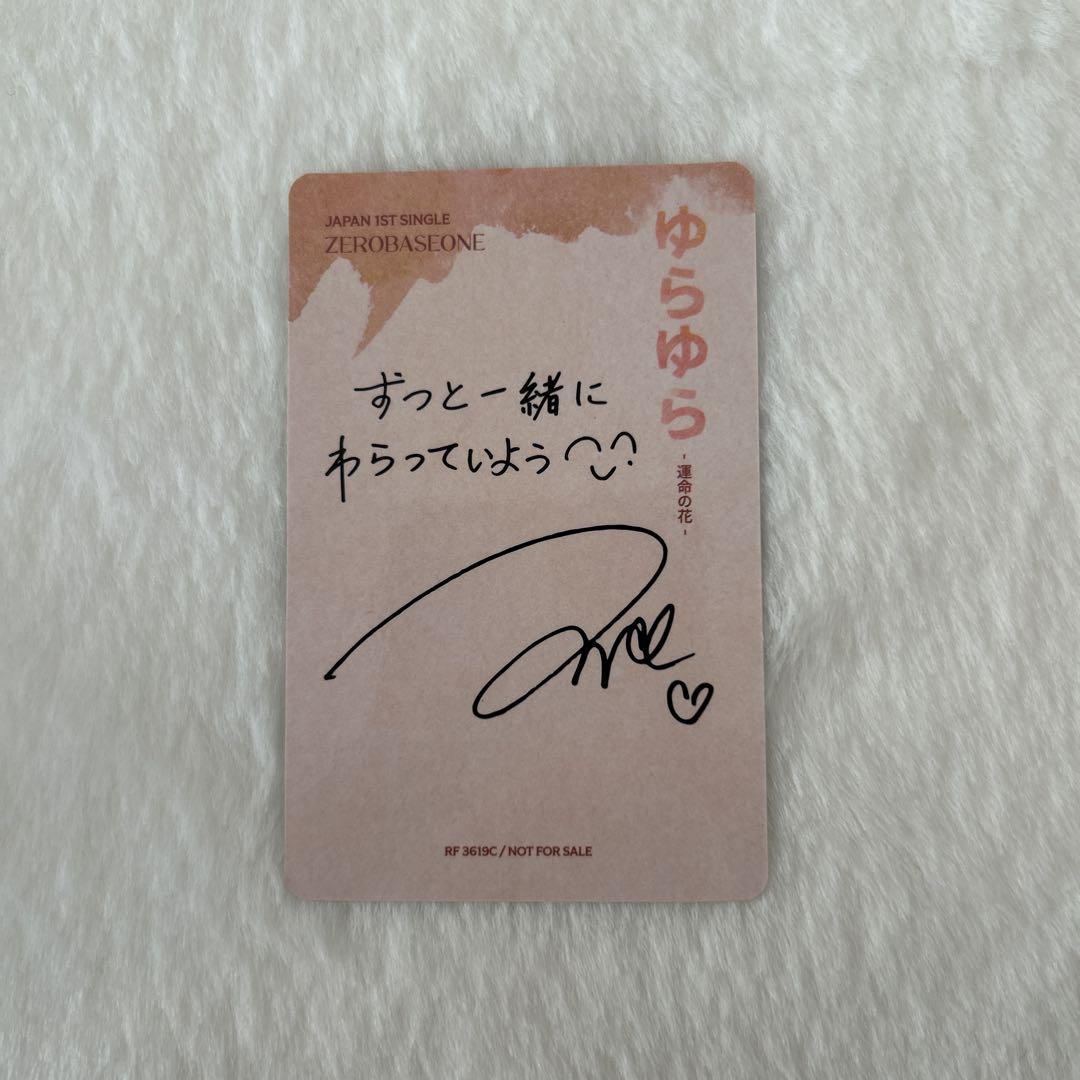 JAPAN 1ST SINGLE
ZEROBASEONE
ゆらゆら
-運命の花-
ずっと一緒に
わらっていよう
RF 3619C / NOT FOR SALE